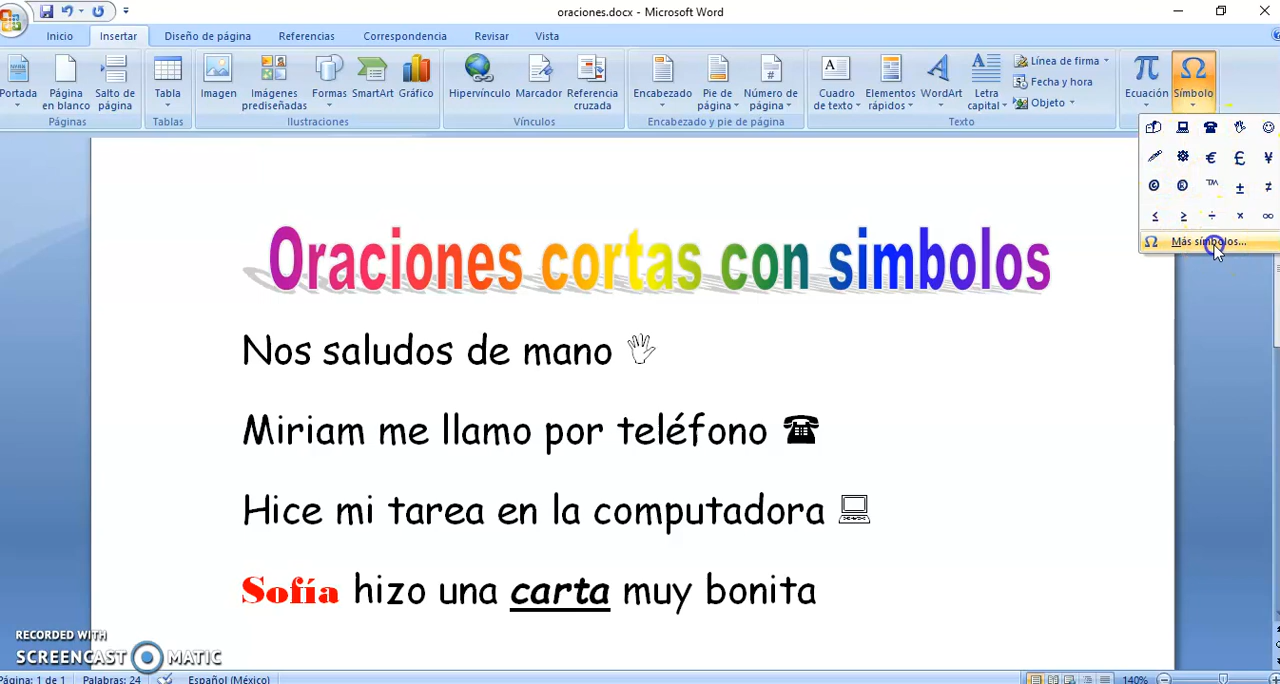 oraciones.docx - Microsoft Word
Inicio Insertar Diseño de página Referencias Correspondencia Revisar Vista
Portada Página en blanco Salto de página Tabla Imagen Imágenes prediseñadas Formas SmartArt Gráfico Hipervínculo Marcador Referencia cruzada Encabezado Pie de página Número de página Cuadro de texto Elementos rápidos WordArt Letra capital Línea de firma Fecha y hora Objeto Ecuación Símbolo
Páginas Tablas Ilustraciones Vínculos Encabezado y pie de página Texto
€ £ ¥
© ® ™ ± ≠
≤ ≥ ÷ × ∞
Ω Más símbolos...
Oraciones cortas con simbolos
Nos saludos de mano
Miriam me llamo por teléfono ☎
Hice mi tarea en la computadora
Sofía hizo una carta muy bonita
RECORDED WITH
SCREENCAST MATIC
Página: 1 de 1 Palabras: 24 Español (México) 140%